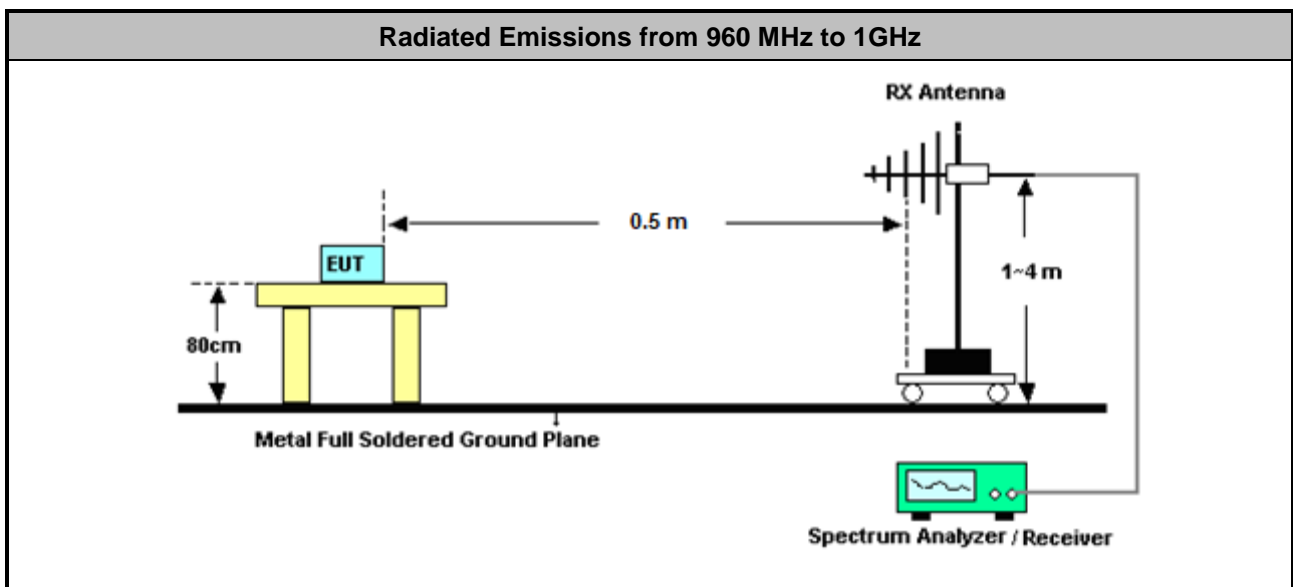 Radiated Emissions from 960 MHz to 1GHz
RX Antenna
0.5 m
EUT
1~4 m
80cm
Metal Full Soldered Ground Plane
Spectrum Analyzer / Receiver